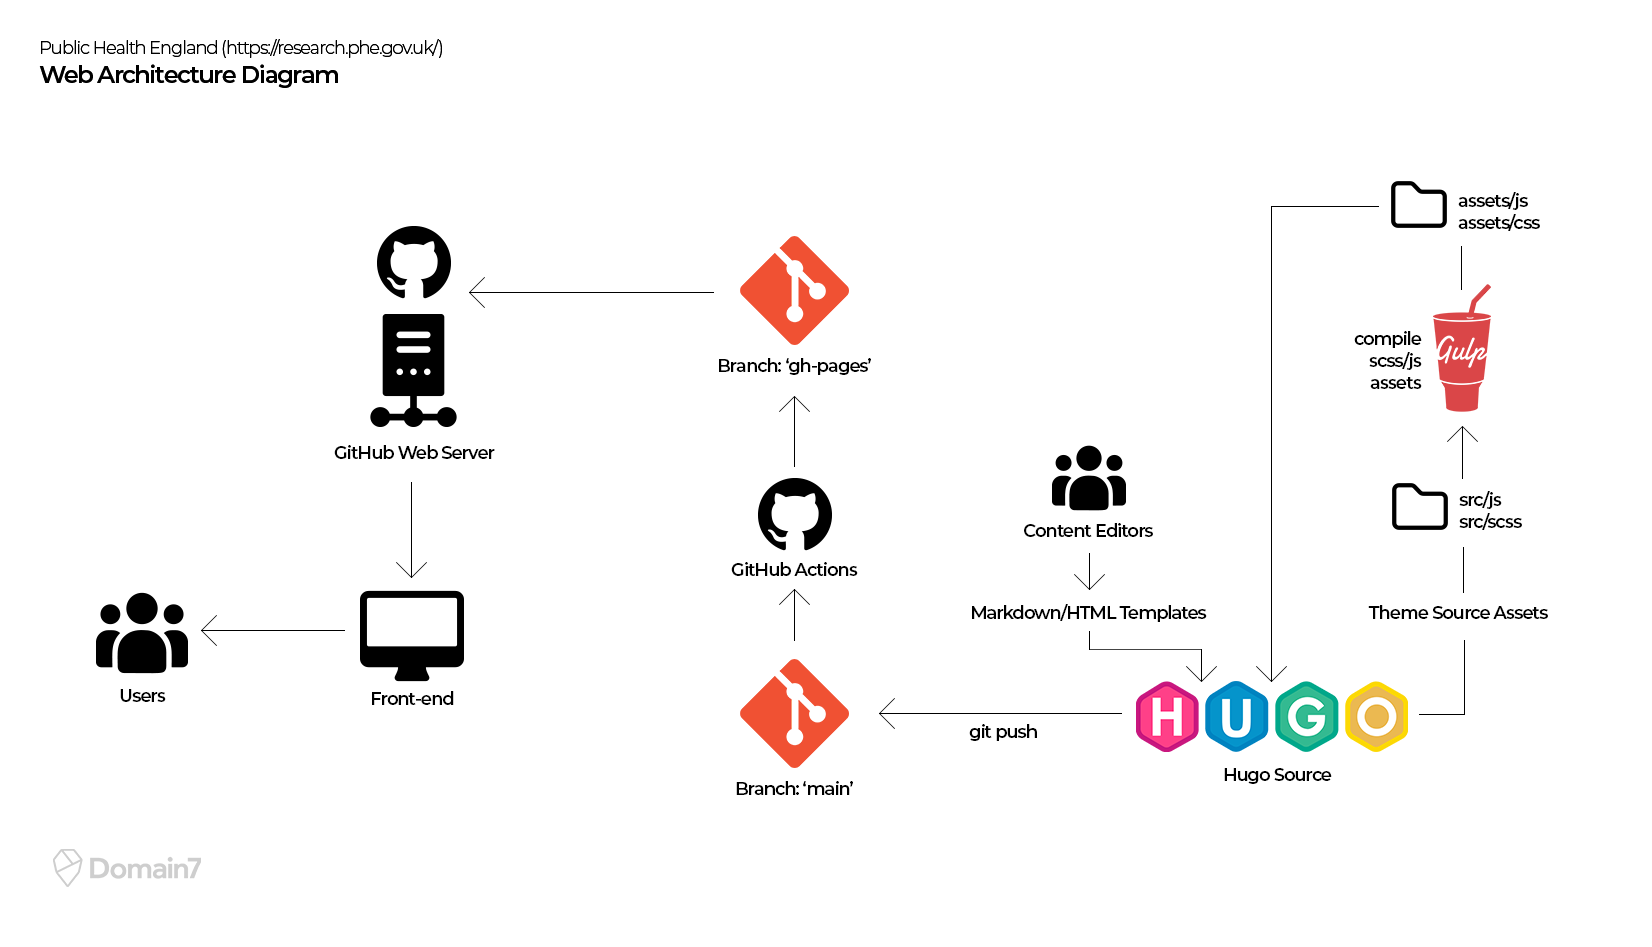 Public Health England (https://research.phe.gov.uk/)
Web Architecture Diagram
assets/js
assets/css
compile
scss/js
assets
Gulp
Branch: ‘gh-pages’
GitHub Web Server
src/js
src/scss
Content Editors
GitHub Actions
Markdown/HTML Templates
Theme Source Assets
Users
Front-end
HUGO
git push
Hugo Source
Branch: ‘main’
Domain7